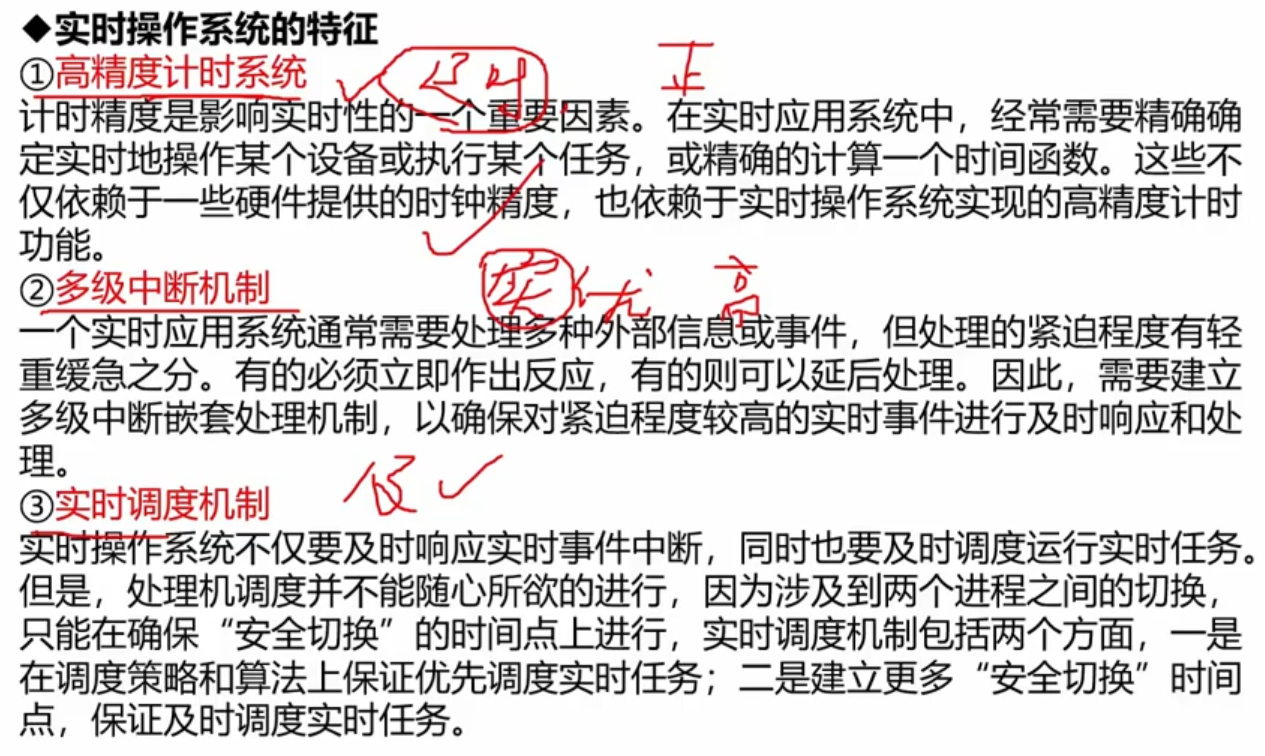 ◆实时操作系统的特征
①高精度计时系统
正
计时精度是影响实时性的一个重要因素。在实时应用系统中，经常需要精确确
定实时地操作某个设备或执行某个任务，或精确的计算一个时间函数。这些不
仅依赖于一些硬件提供的时钟精度，也依赖于实时操作系统实现的高精度计时
功能。
②多级中断机制
实 优 高
一个实时应用系统通常需要处理多种外部信息或事件，但处理的紧迫程度有轻
重缓急之分。有的必须立即作出反应，有的则可以延后处理。因此，需要建立
多级中断嵌套处理机制，以确保对紧迫程度较高的实时事件进行及时响应和处
理。
③实时调度机制
实时操作系统不仅要及时响应实时事件中断，同时也要及时调度运行实时任务。
但是，处理机调度并不能随心所欲的进行，因为涉及到两个进程之间的切换，
只能在确保“安全切换”的时间点上进行，实时调度机制包括两个方面，一是
在调度策略和算法上保证优先调度实时任务；二是建立更多“安全切换”时间
点，保证及时调度实时任务。